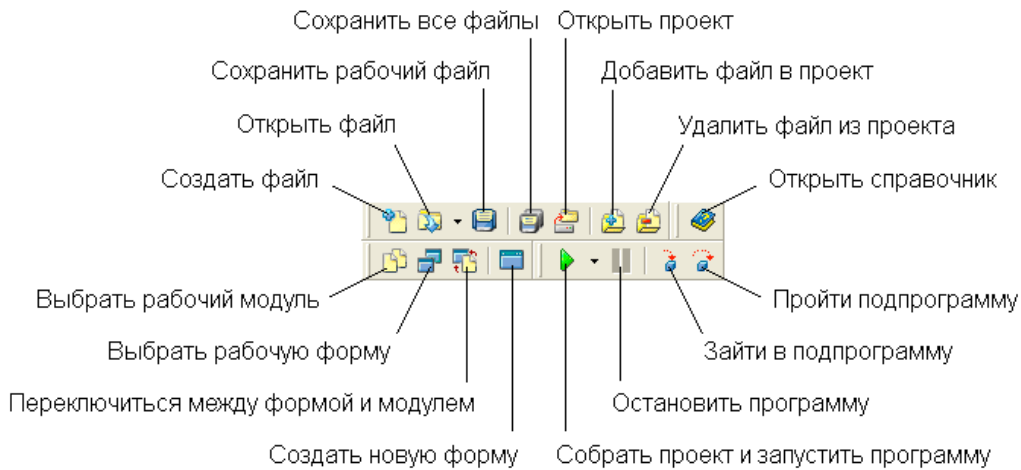 Сохранить все файлы Открыть проект
Сохранить рабочий файл Добавить файл в проект
Открыть файл Удалить файл из проекта
Создать файл Открыть справочник
Выбрать рабочий модуль Пройти подпрограмму
Выбрать рабочую форму Зайти в подпрограмму
Переключиться между формой и модулем Остановить программу
Создать новую форму Собрать проект и запустить программу